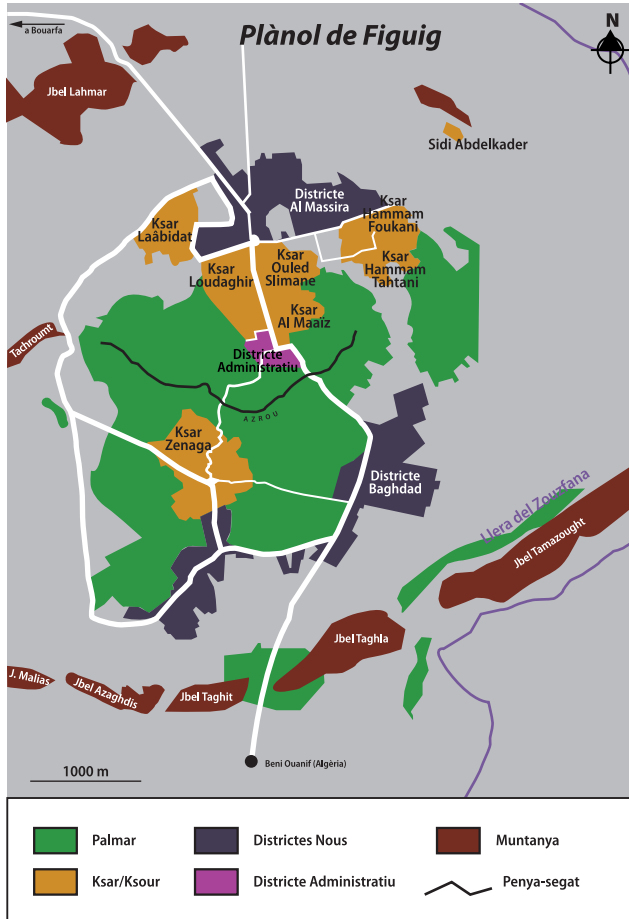 a Bouarfa
Plànol de Figuig
N
Jbel Lahmar
Sidi Abdelkader
Districte
Al Massira
Ksar
Hammam
Foukani
Ksar
Laâbidat
Ksar
Ouled
Slimane
Ksar
Hammam
Tahtani
Ksar
Loudaghir
Ksar
Al Maaïz
Tachroumt
Districte
Administratiu
AZROU
Ksar
Zenaga
Districte
Baghdad
Llera del Zouzfana
Jbel Tamazought
Jbel Taghla
J. Malias
Jbel Azaghdis
Jbel Taghit
Beni Ouanif (Algèria)
1000 m
Palmar
Districtes Nous
Muntanya
Ksar/Ksour
Districte Administratiu
Penya-segat